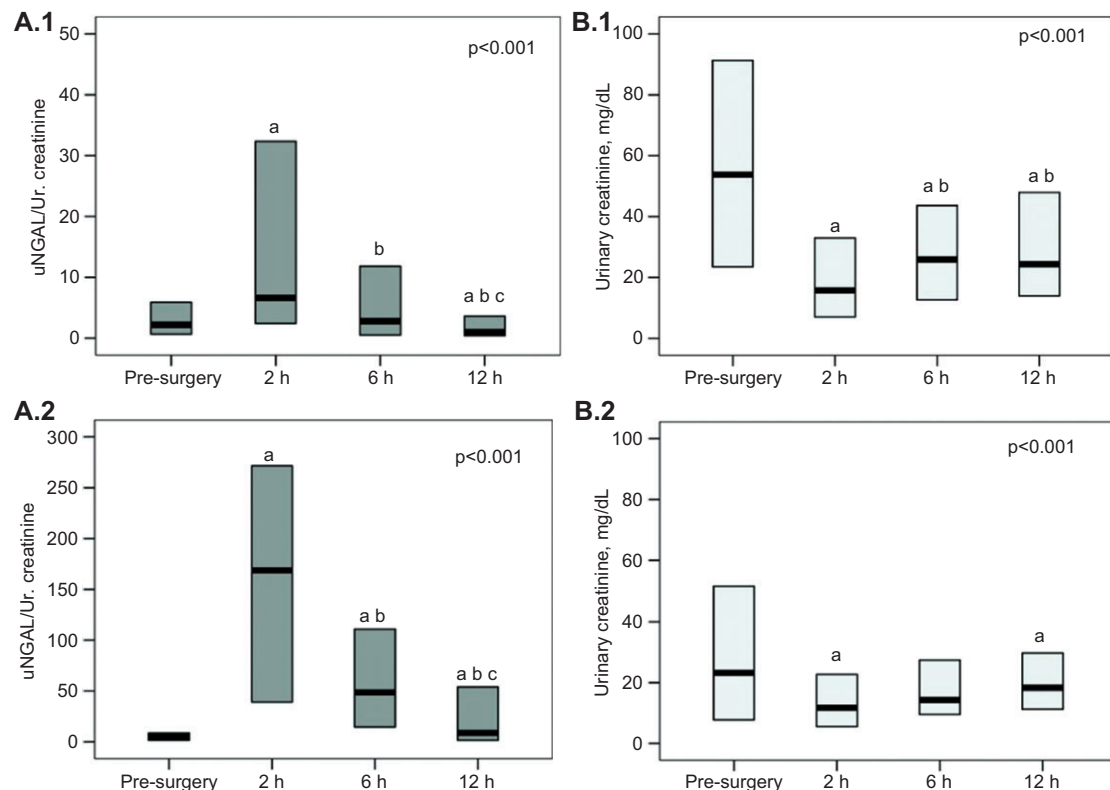 A.1
p<0.001
uNGAL/Ur. creatinine
50
40
30
20
10
0
a
b
a b c
Pre-surgery 2 h 6 h 12 h
B.1
p<0.001
Urinary creatinine, mg/dL
100
80
60
40
20
0
a
a b
a b
Pre-surgery 2 h 6 h 12 h
A.2
p<0.001
uNGAL/Ur. creatinine
300
250
200
150
100
50
0
a
a b
a b c
Pre-surgery 2 h 6 h 12 h
B.2
p<0.001
Urinary creatinine, mg/dL
100
80
60
40
20
0
a
a
Pre-surgery 2 h 6 h 12 h